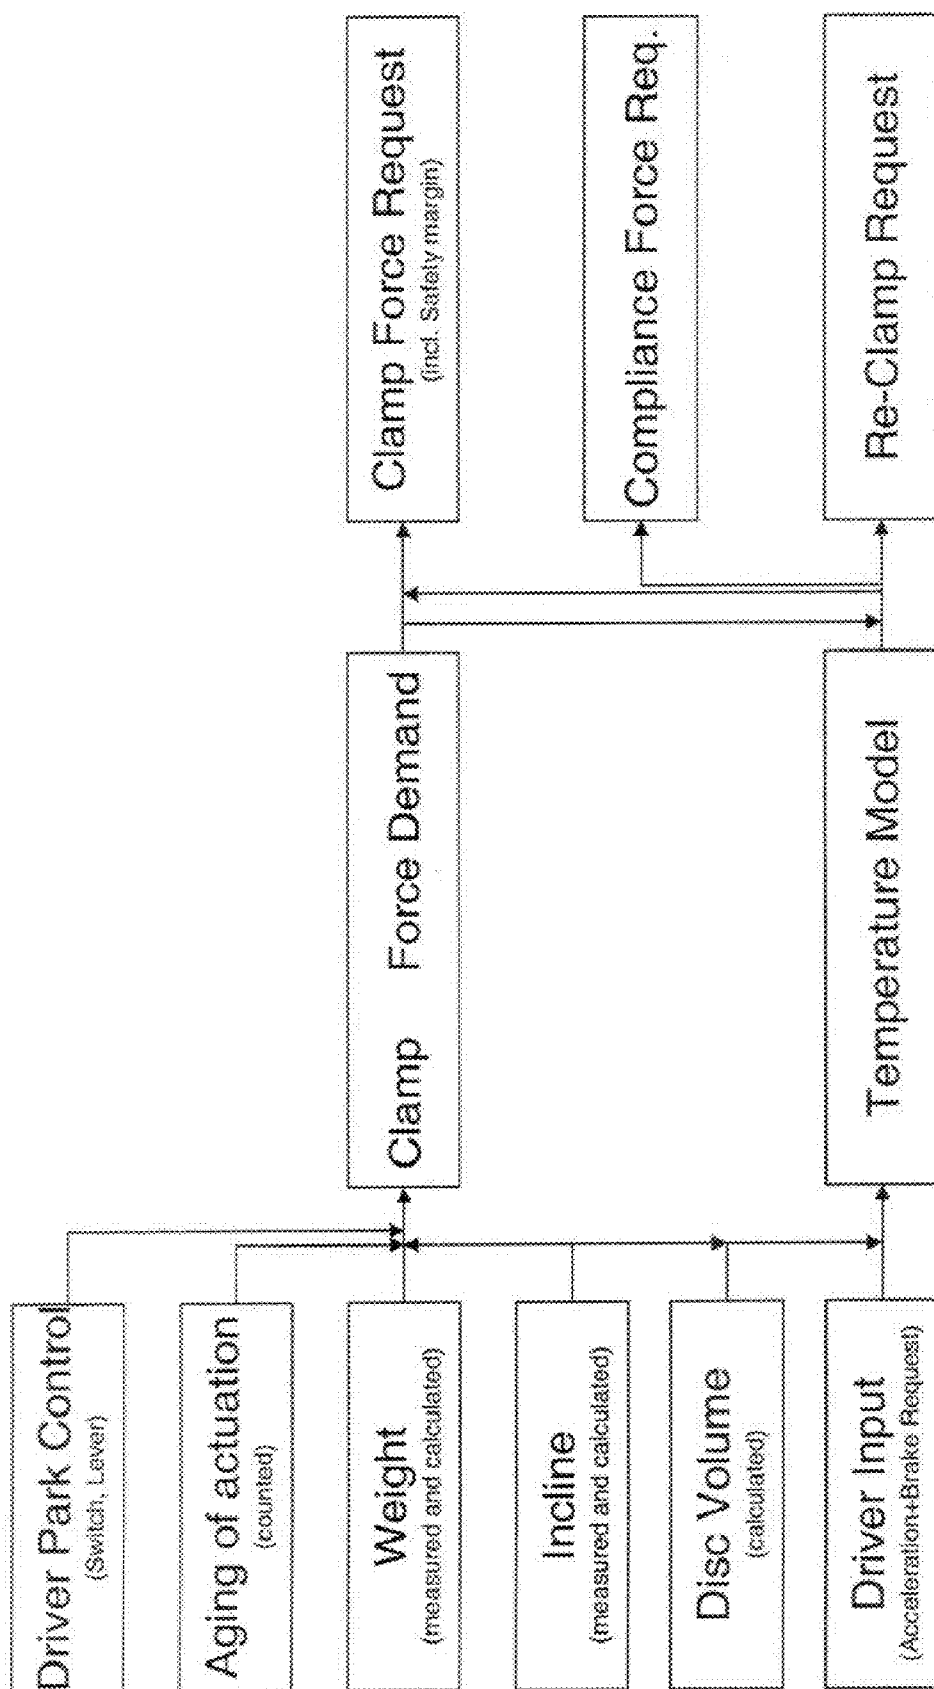 Driver Park Control
(Switch, Lever)
Aging of actuation
(counted)
Weight
(measured and calculated)
Incline
(measured and calculated)
Disc Volume
(calculated)
Driver Input
(Acceleration+Brake Request)
Clamp Force Demand
Temperature Model
Clamp Force Request
(incl. Safety margin)
Compliance Force Req.
Re-Clamp Request